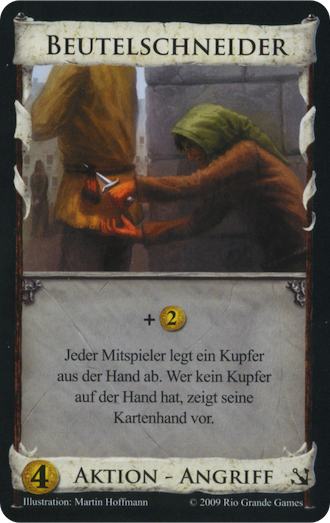 BEUTELSCHNEIDER
+ 2
Jeder Mitspieler legt ein Kupfer
aus der Hand ab. Wer kein Kupfer
auf der Hand hat, zeigt seine
Kartenhand vor.
4 AKTION - ANGRIFF
Illustration: Martin Hoffmann © 2009 Rio Grande Games